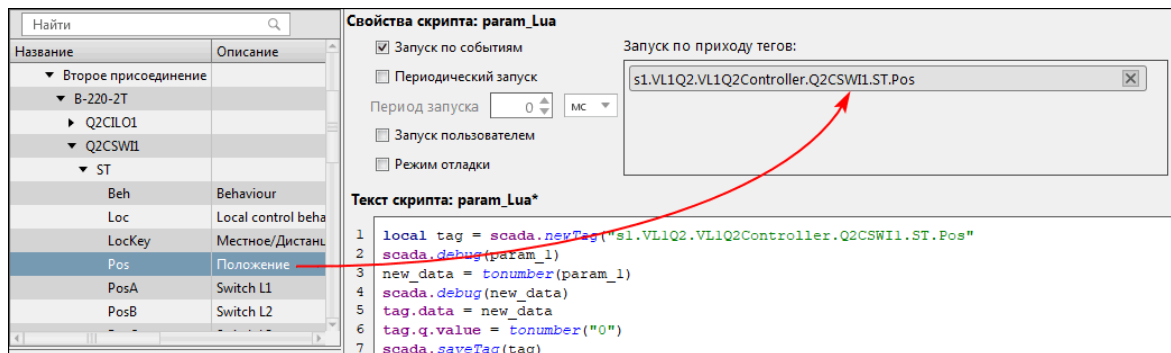 Найти
Название Описание
Второе присоединение
В-220-2Т
Q2CILO1
Q2CSWI1
ST
Beh Behaviour
Loc Local control beha
LocKey Местное/Дистанц
Pos Положение
PosA Switch L1
PosB Switch L2
Свойства скрипта: param_Lua
Запуск по событиям
Периодический запуск
Период запуска 0 мс
Запуск пользователем
Режим отладки
Запуск по приходу тегов:
s1.VL1Q2.VL1Q2Controller.Q2CSWI1.ST.Pos
Текст скрипта: param_Lua*
1 local tag = scada.newTag("s1.VL1Q2.VL1Q2Controller.Q2CSWI1.ST.Pos"
2 scada.debug(param_1)
3 new_data = tonumber(param_1)
4 scada.debug(new_data)
5 tag.data = new_data
6 tag.q.value = tonumber("0")
7 scada.saveTag(tag)